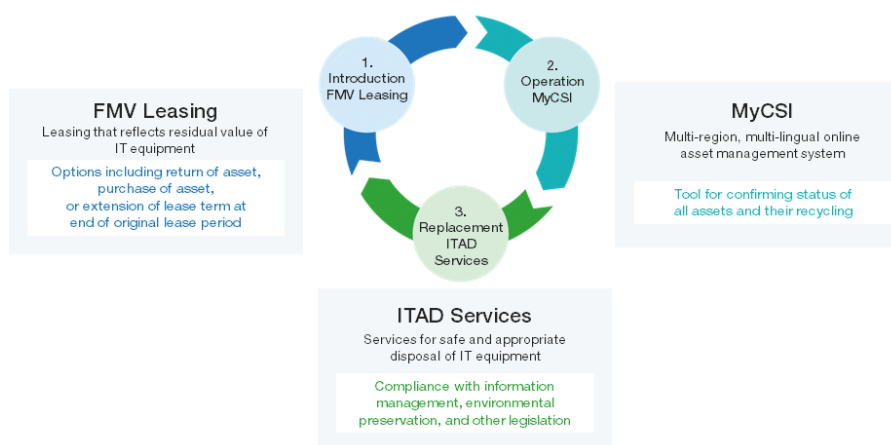 1.
Introduction
FMV Leasing
2.
Operation
MyCSI
3.
Replacement
ITAD
Services
FMV Leasing
Leasing that reflects residual value of
IT equipment
Options including return of asset,
purchase of asset,
or extension of lease term at
end of original lease period
MyCSI
Multi-region, multi-lingual online
asset management system
Tool for confirming status of
all assets and their recycling
ITAD Services
Services for safe and appropriate
disposal of IT equipment
Compliance with information
management, environmental
preservation, and other legislation